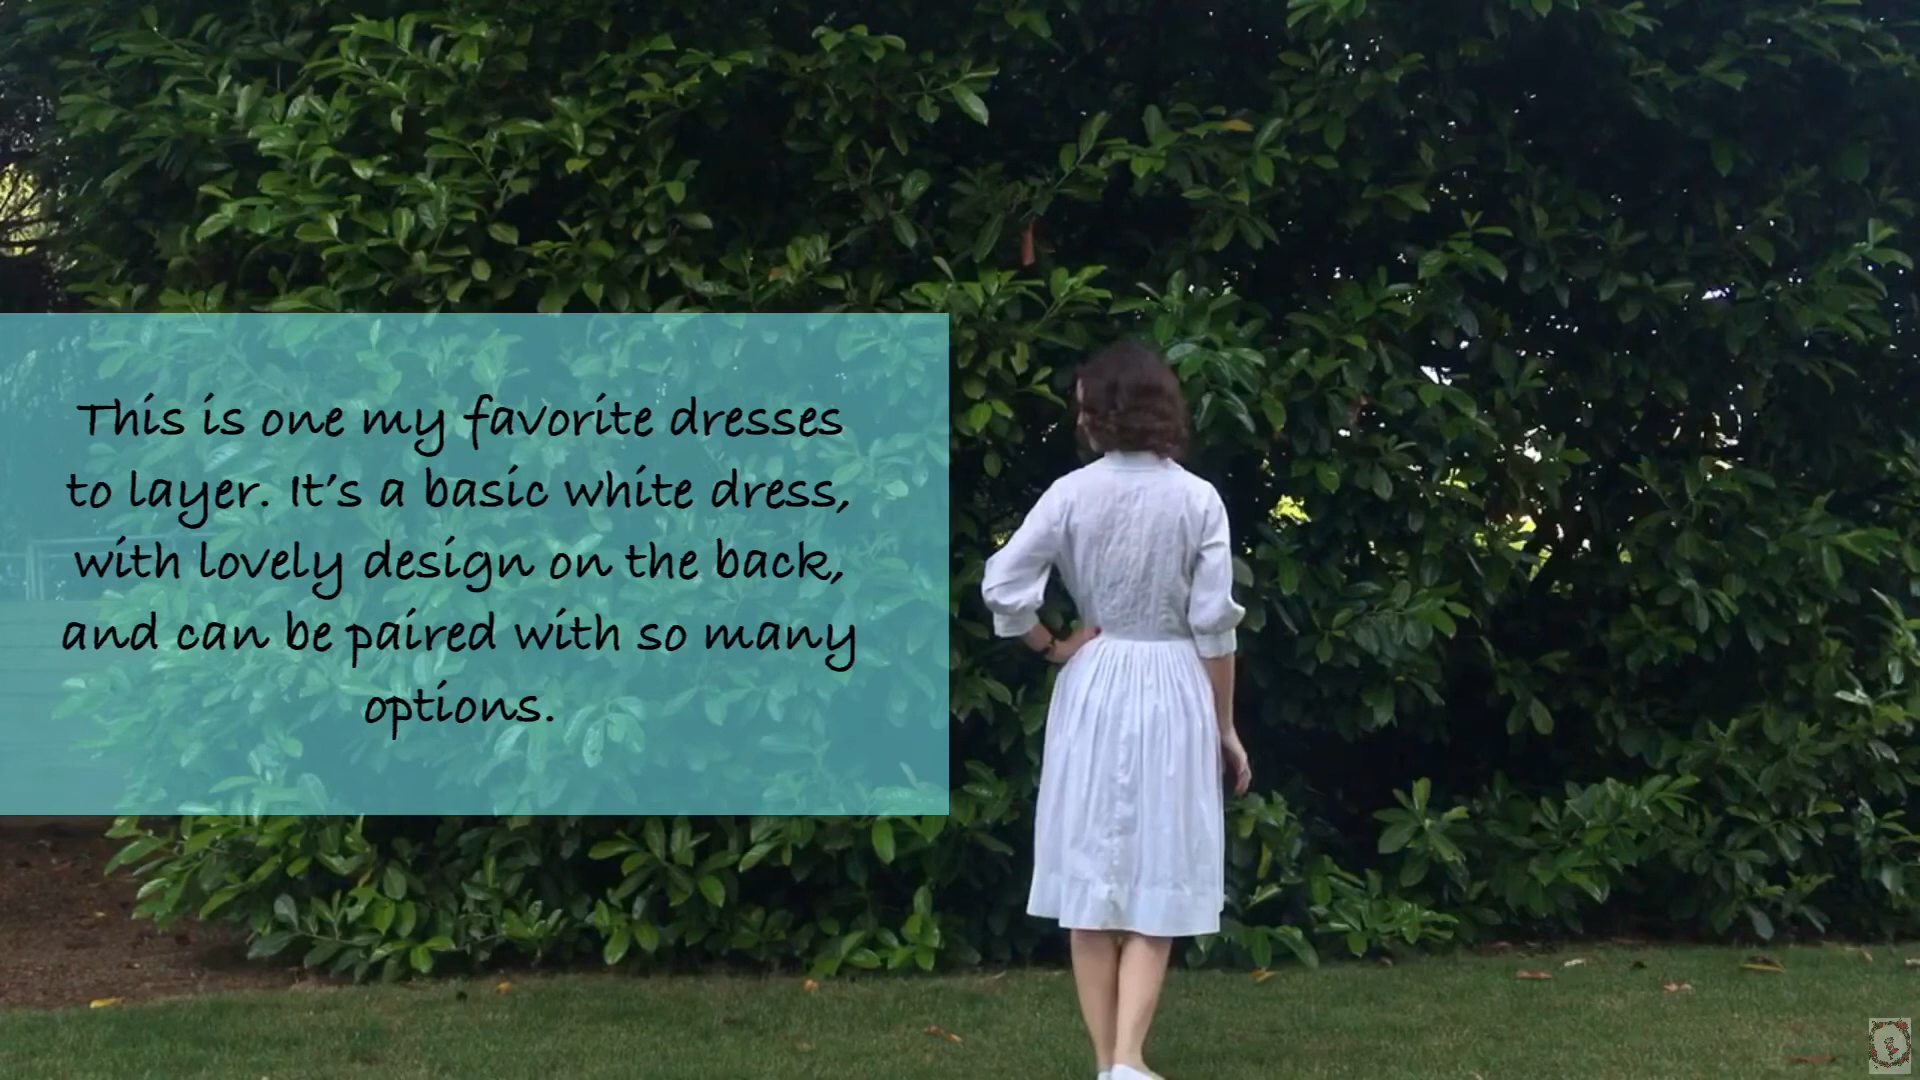 This is one my favorite dresses
to layer. It's a basic white dress,
with lovely design on the back,
and can be paired with so many
options.